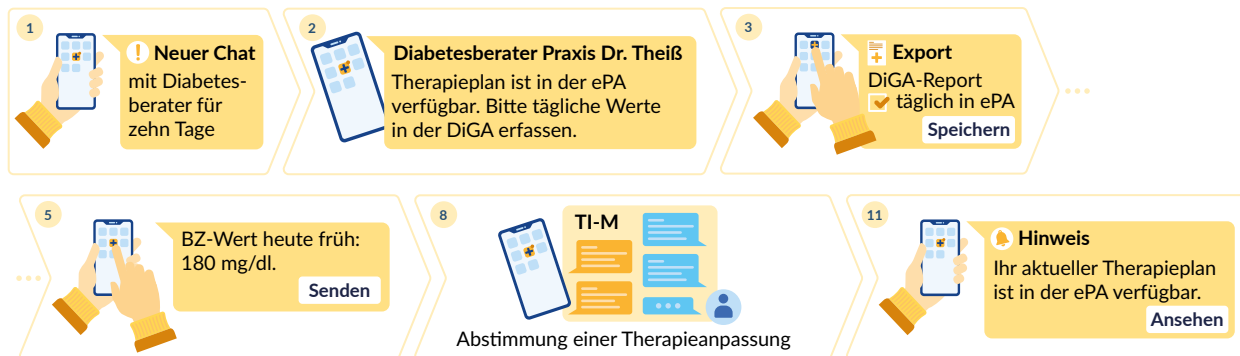 1
Neuer Chat
mit Diabetes-
berater für
zehn Tage
2
Diabetesberater Praxis Dr. Theiß
Therapieplan ist in der ePA
verfügbar. Bitte tägliche Werte
in der DiGA erfassen.
3
Export
DiGA-Report
täglich in ePA
Speichern
5
BZ-Wert heute früh:
180 mg/dl.
Senden
8
TI-M
Abstimmung einer Therapieanpassung
11
Hinweis
Ihr aktueller Therapieplan
ist in der ePA verfügbar.
Ansehen